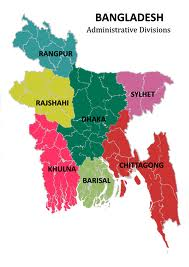 BANGLADESH
Administrative Divisions
RANGPUR
RAJSHAHI
SYLHET
DHAKA
KHULNA
CHITTAGONG
BARISAL